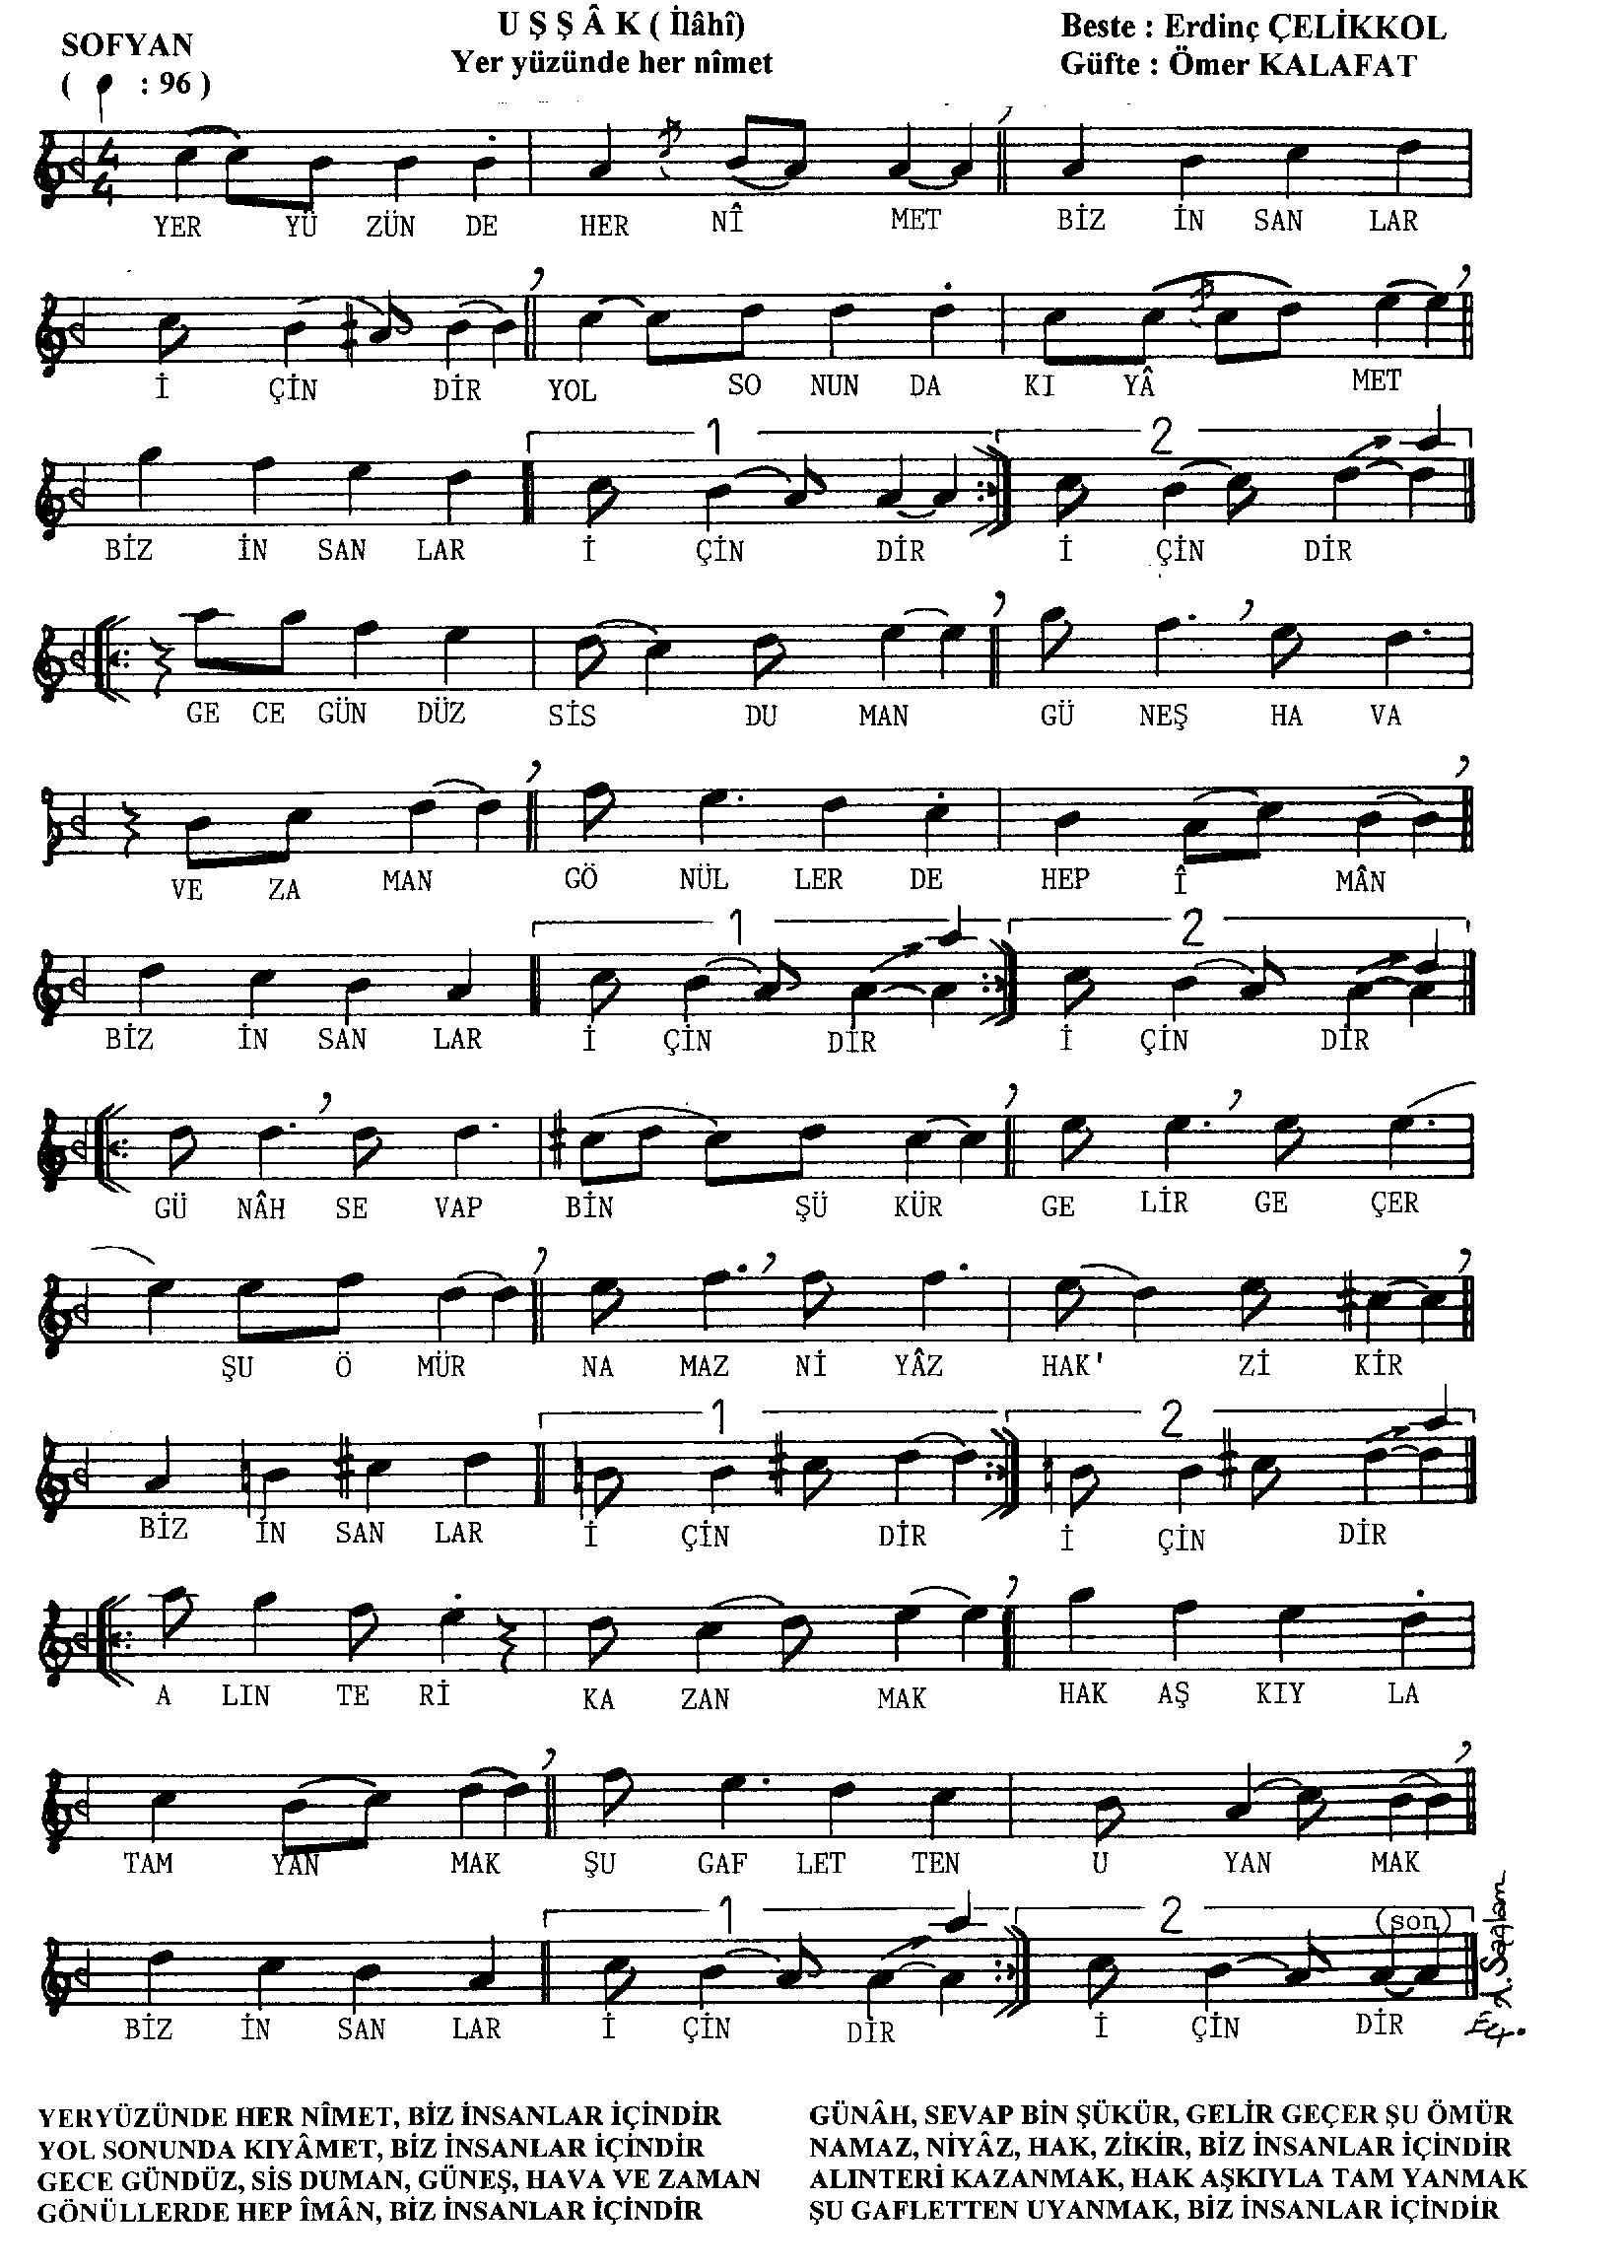 SOFYAN
( : 96 )
U Ş Ş Â K ( İlâhî)
Yer yüzünde her nîmet
Beste : Erdinç ÇELİKKOL
Güfte : Ömer KALAFAT
4
4
YER YÜ ZÜN DE HER NÎ MET BİZ İN SAN LAR
İ ÇİN DİR YOL SO NUN DA KI YÂ MET
1 2
BİZ İN SAN LAR İ ÇİN DİR İ ÇİN DİR
GE CE GÜN DÜZ SİS DU MAN GÜ NEŞ HA VA
VE ZA MAN GÖ NÜL LER DE HEP Î MÂN
1 2
BİZ İN SAN LAR İ ÇİN DİR İ ÇİN DİR
GÜ NÂH SE VAP BİN ŞÜ KÜR GE LİR GE ÇER
ŞU Ö MÜR NA MAZ Nİ YÂZ HAK' Zİ KİR
1 2
BİZ İN SAN LAR İ ÇİN DİR İ ÇİN DİR
A LIN TE Rİ KA ZAN MAK HAK AŞ KIY LA
TAM YAN MAK ŞU GAF LET TEN U YAN MAK
1 2 (son)
BİZ İN SAN LAR İ ÇİN DİR İ ÇİN DİR
A. Sağlam
YERYÜZÜNDE HER NÎMET, BİZ İNSANLAR İÇİNDİR
YOL SONUNDA KIYÂMET, BİZ İNSANLAR İÇİNDİR
GECE GÜNDÜZ, SİS DUMAN, GÜNEŞ, HAVA VE ZAMAN
GÖNÜLLERDE HEP ÎMÂN, BİZ İNSANLAR İÇİNDİR
GÜNÂH, SEVAP BİN ŞÜKÜR, GELİR GEÇER ŞU ÖMÜR
NAMAZ, NİYÂZ, HAK, ZİKİR, BİZ İNSANLAR İÇİNDİR
ALINTERİ KAZANMAK, HAK AŞKIYLA TAM YANMAK
ŞU GAFLETTEN UYANMAK, BİZ İNSANLAR İÇİNDİR